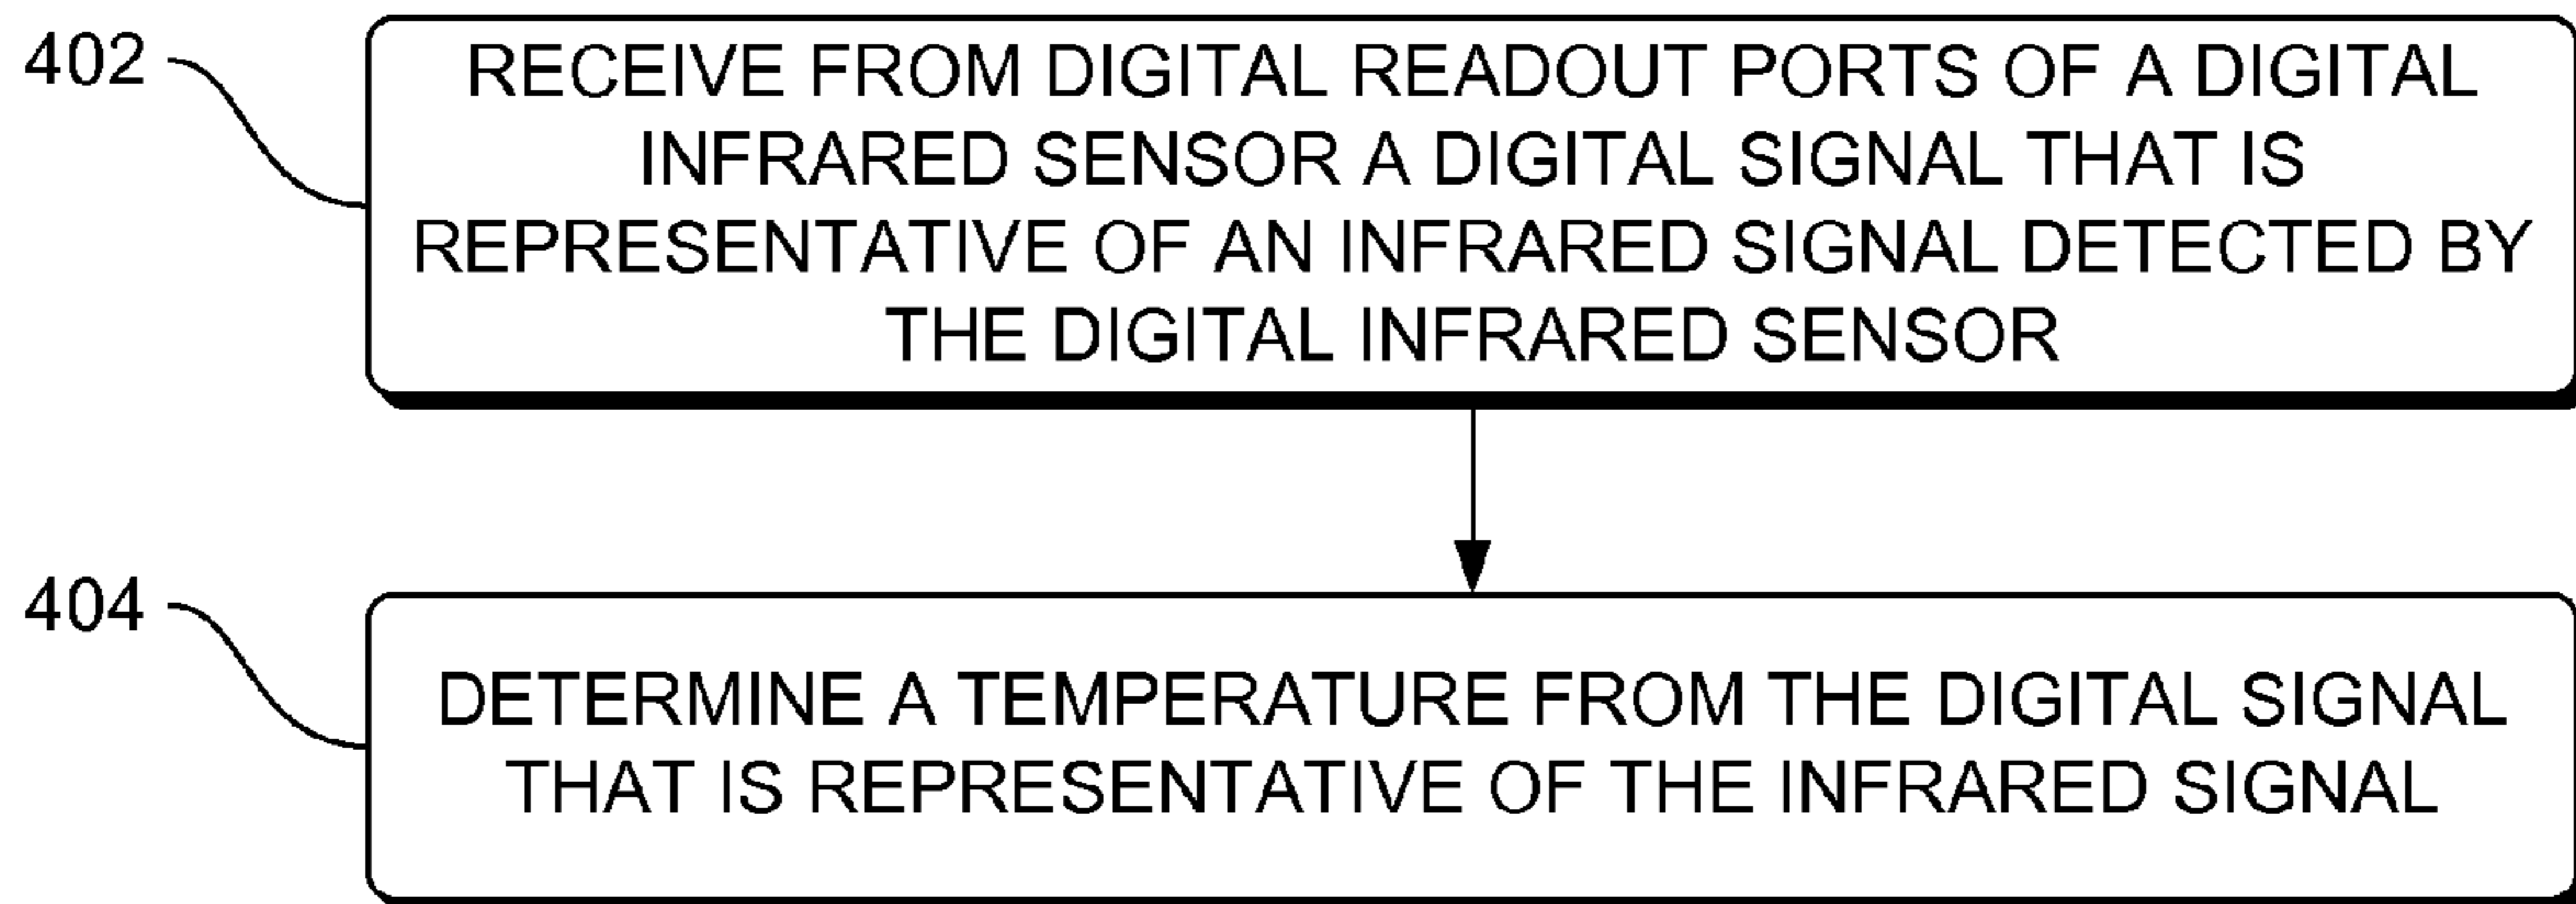 402
RECEIVE FROM DIGITAL READOUT PORTS OF A DIGITAL
INFRARED SENSOR A DIGITAL SIGNAL THAT IS
REPRESENTATIVE OF AN INFRARED SIGNAL DETECTED BY
THE DIGITAL INFRARED SENSOR
404
DETERMINE A TEMPERATURE FROM THE DIGITAL SIGNAL
THAT IS REPRESENTATIVE OF THE INFRARED SIGNAL